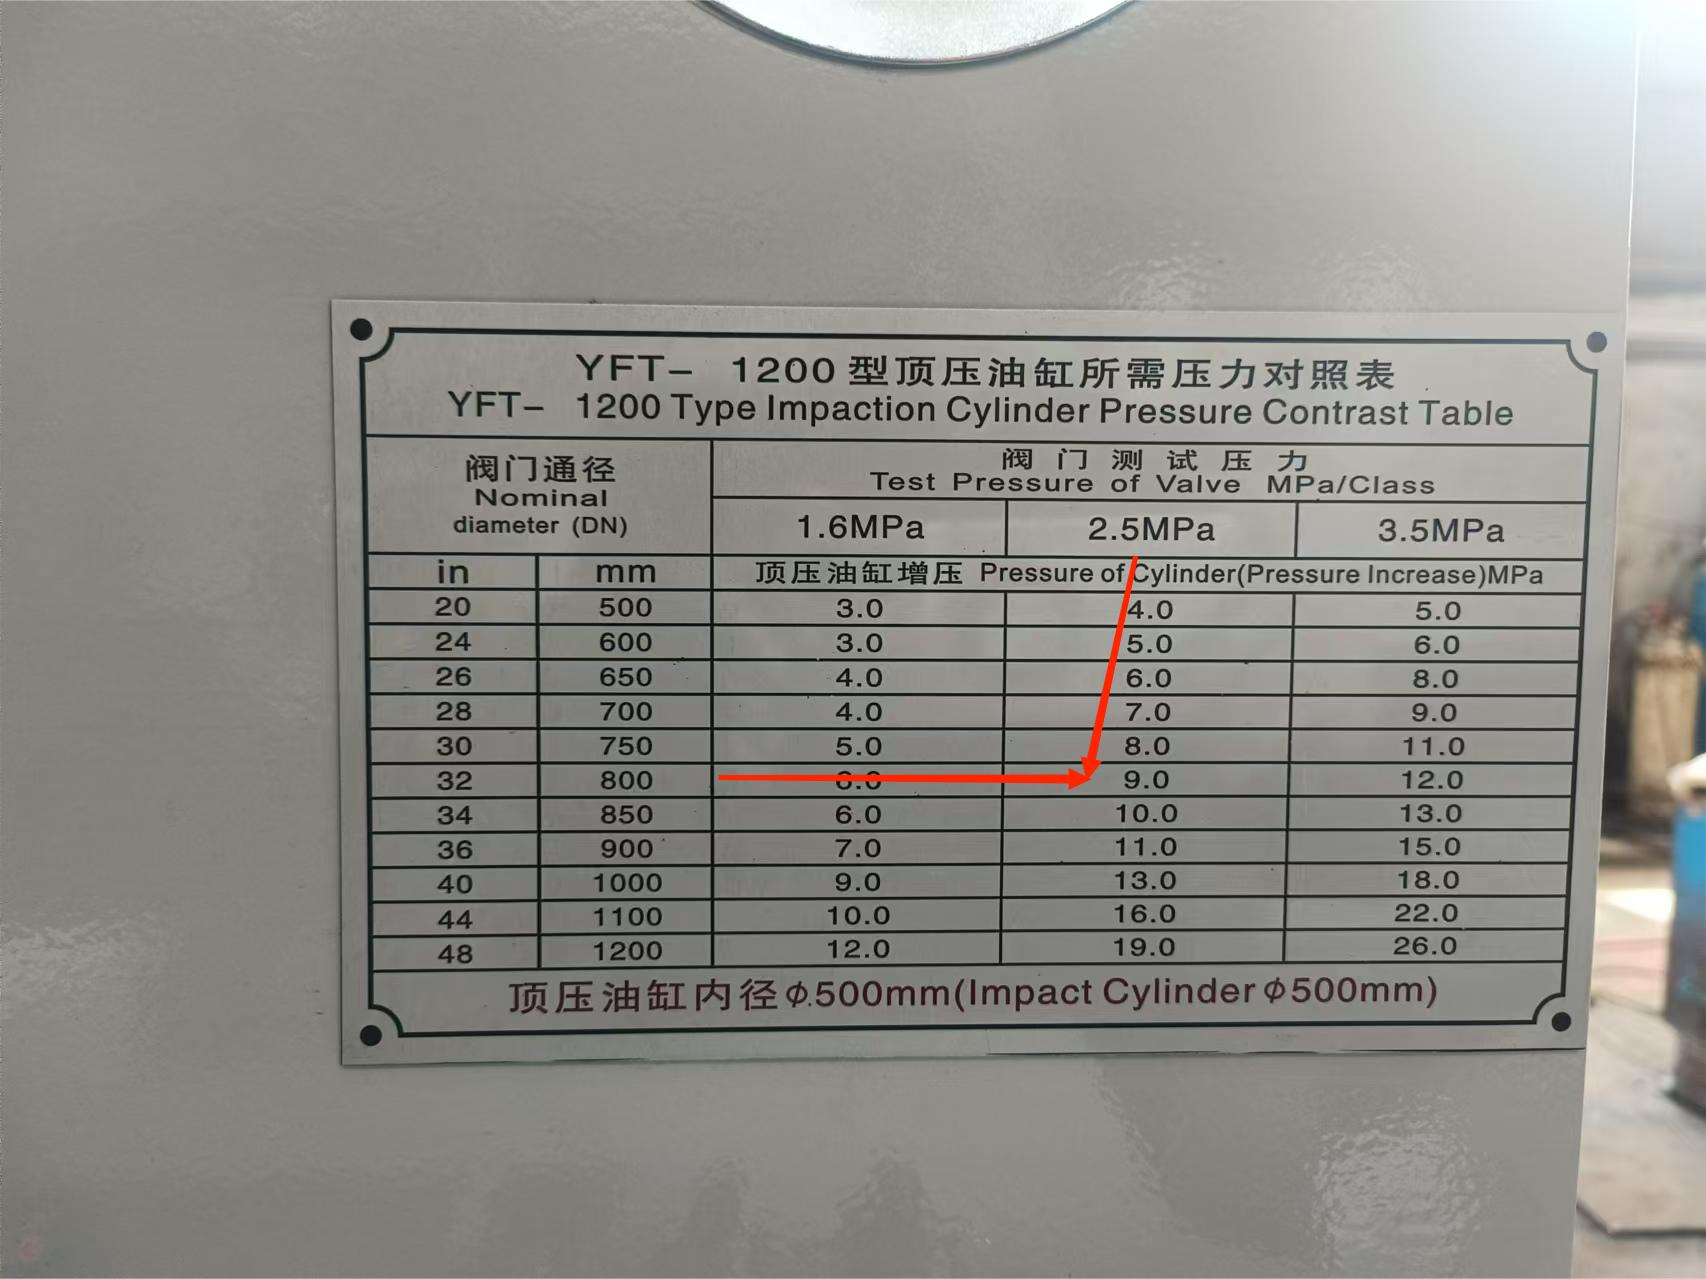 YFT- 1200 型顶压油缸所需压力对照表
YFT- 1200 Type Impaction Cylinder Pressure Contrast Table
阀门通径
Nominal
diameter (DN)
阀 门 测 试 压 力
Test Pressure of Valve MPa/Class
1.6MPa 2.5MPa 3.5MPa
in mm 顶压油缸增压 Pressure of Cylinder(Pressure Increase)MPa
20 500 3.0 4.0 5.0
24 600 3.0 5.0 6.0
26 650 4.0 6.0 8.0
28 700 4.0 7.0 9.0
30 750 5.0 8.0 11.0
32 800 6.0 9.0 12.0
34 850 6.0 10.0 13.0
36 900 7.0 11.0 15.0
40 1000 9.0 13.0 18.0
44 1100 10.0 16.0 22.0
48 1200 12.0 19.0 26.0
顶压油缸内径φ500mm(Impact Cylinder φ500mm)